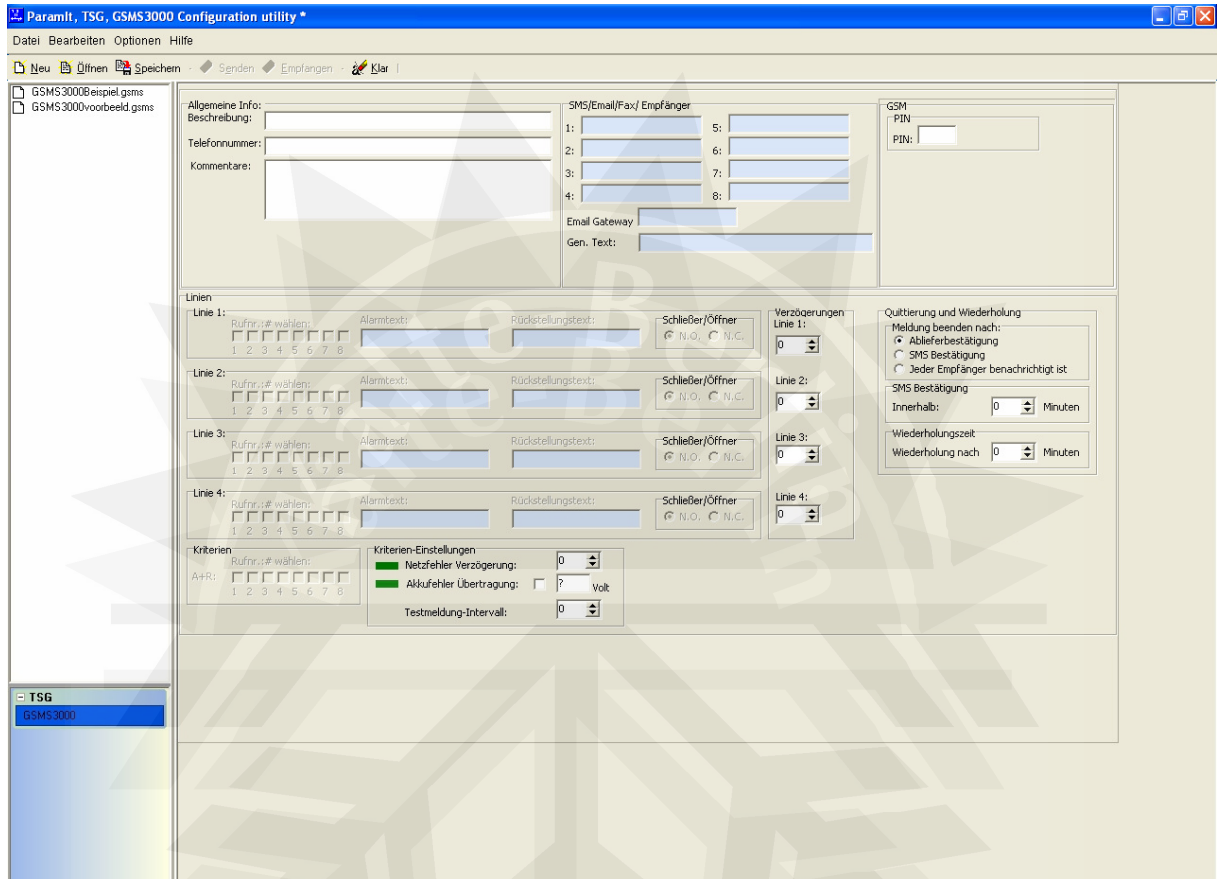 ParamIt, TSG, GSMS3000 Configuration utility *
Datei Bearbeiten Optionen Hilfe
Neu Öffnen Speichern - Senden Empfangen - Klar
GSMS3000Beispiel.gsms
GSMS3000voorbeeld.gsms
TSG
GSMS3000
Allgemeine Info:
Beschreibung:
Telefonnummer:
Kommentare:
SMS/Email/Fax/ Empfänger
1: 5:
2: 6:
3: 7:
4: 8:
Email Gateway
Gen. Text:
GSM
PIN
PIN:
Linien
Linie 1:
Rufnr.:# wählen: Alarmtext: Rückstellungstext: Schließer/Öffner
N.O. N.C.
1 2 3 4 5 6 7 8
Linie 2:
Rufnr.:# wählen: Alarmtext: Rückstellungstext: Schließer/Öffner
N.O. N.C.
1 2 3 4 5 6 7 8
Linie 3:
Rufnr.:# wählen: Alarmtext: Rückstellungstext: Schließer/Öffner
N.O. N.C.
1 2 3 4 5 6 7 8
Linie 4:
Rufnr.:# wählen: Alarmtext: Rückstellungstext: Schließer/Öffner
N.O. N.C.
1 2 3 4 5 6 7 8
Verzögerungen
Linie 1:
0
Linie 2:
0
Linie 3:
0
Linie 4:
0
Quittierung und Wiederholung
Meldung beenden nach:
Ablieferbestätigung
SMS Bestätigung
Jeder Empfänger benachrichtigt ist
SMS Bestätigung
Innerhalb: 0 Minuten
Wiederholungszeit
Wiederholung nach 0 Minuten
Kriterien
Rufnr.:# wählen:
A+R:
1 2 3 4 5 6 7 8
Kriterien-Einstellungen
Netzfehler Verzögerung: 0
Akkufehler Übertragung: ? Volt
Testmeldung-Intervall: 0